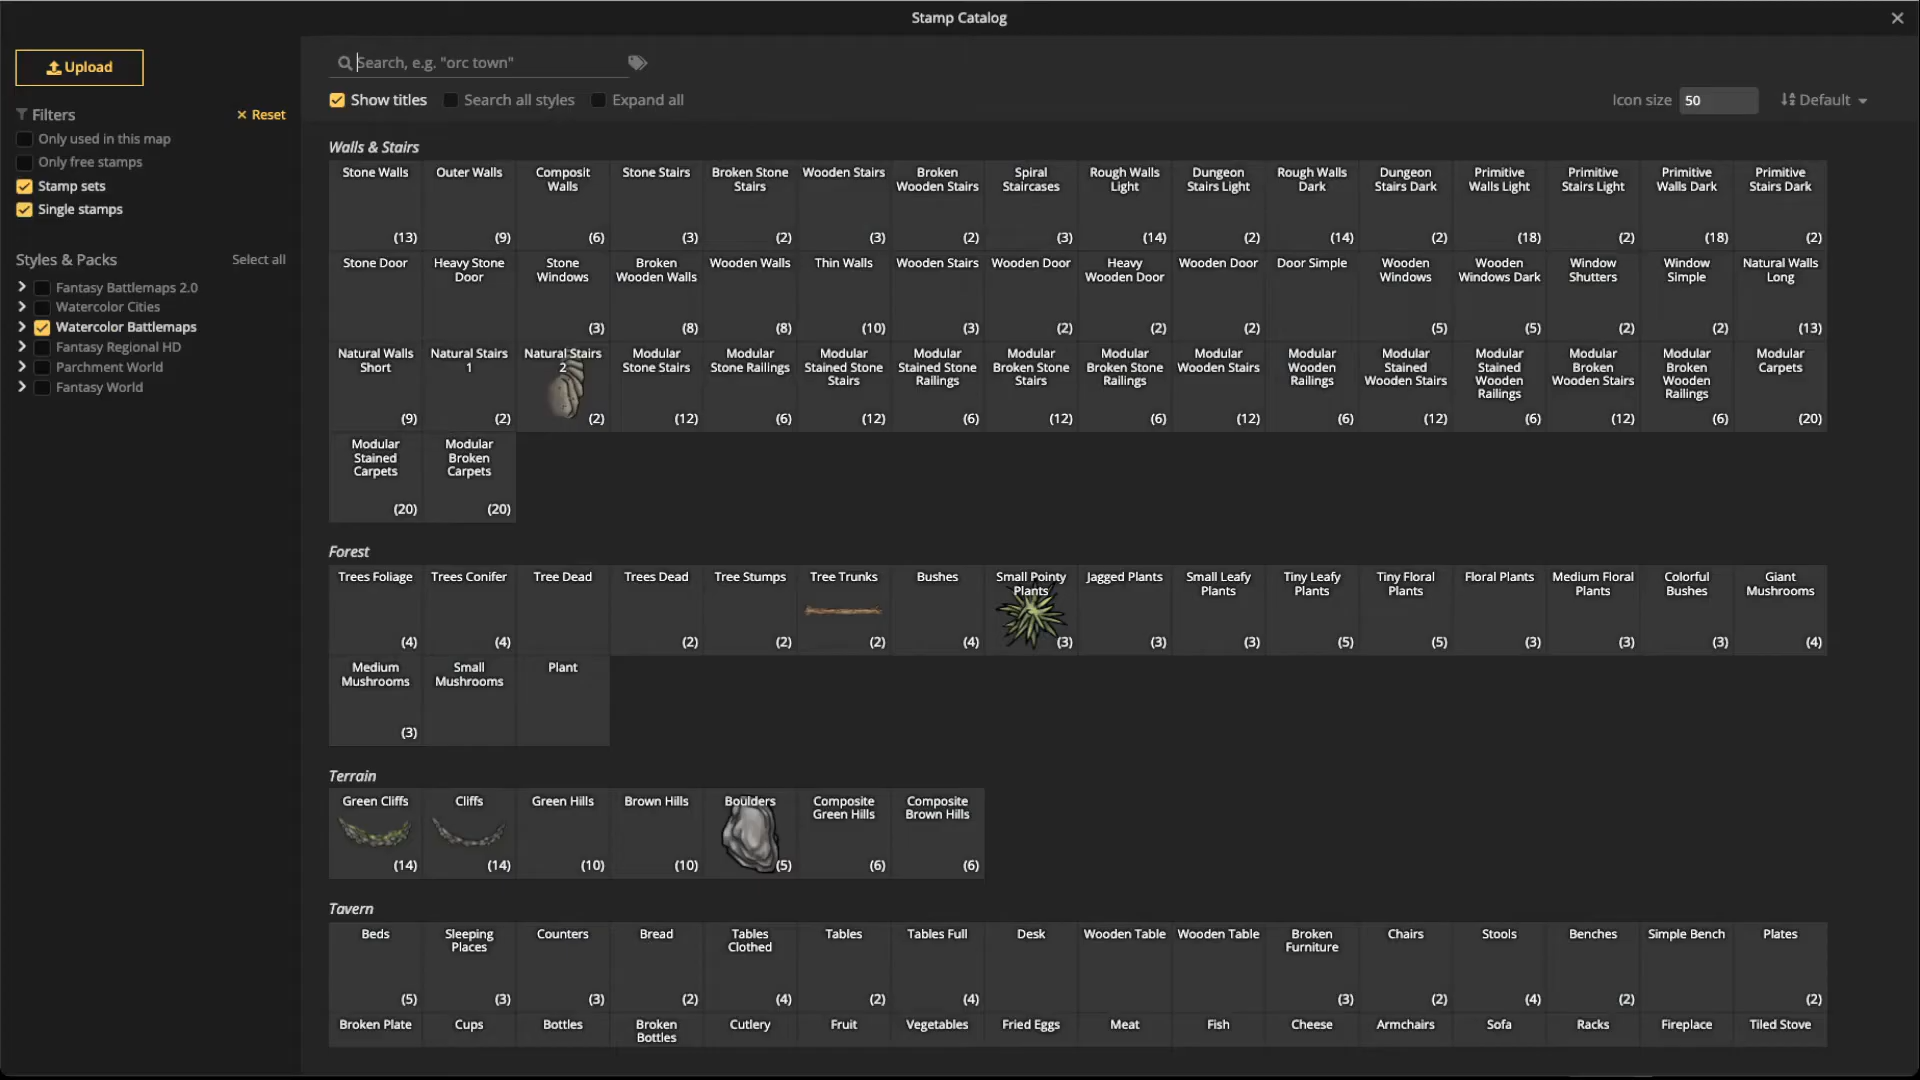 Stamp Catalog
Upload
Search, e.g. "orc town"
Show titles
Search all styles
Expand all
Icon size
50
Default
Filters
Reset
Only used in this map
Only free stamps
Stamp sets
Single stamps
Styles & Packs
Select all
Fantasy Battlemaps 2.0
Watercolor Cities
Watercolor Battlemaps
Fantasy Regional HD
Parchment World
Fantasy World
Walls & Stairs
Stone Walls
(13)
Outer Walls
(9)
Composit
Walls
(6)
Stone Stairs
(3)
Broken Stone
Stairs
(2)
Wooden Stairs
(3)
Broken
Wooden Stairs
(2)
Spiral
Staircases
(3)
Rough Walls
Light
(14)
Dungeon
Stairs Light
(2)
Rough Walls
Dark
(14)
Dungeon
Stairs Dark
(2)
Primitive
Walls Light
(18)
Primitive
Stairs Light
(2)
Primitive
Walls Dark
(18)
Primitive
Stairs Dark
(2)
Stone Door
Heavy Stone
Door
Stone
Windows
(3)
Broken
Wooden Walls
(8)
Wooden Walls
(8)
Thin Walls
(10)
Wooden Stairs
(3)
Wooden Door
(2)
Heavy
Wooden Door
(2)
Wooden Door
(2)
Door Simple
Wooden
Windows
(5)
Wooden
Windows Dark
(5)
Window
Shutters
(2)
Window
Simple
(2)
Natural Walls
Long
(13)
Natural Walls
Short
(9)
Natural Stairs
1
(2)
Natural Stairs
2
(2)
Modular
Stone Stairs
(12)
Modular
Stone Railings
(6)
Modular
Stained Stone
Stairs
(12)
Modular
Stained Stone
Railings
(6)
Modular
Broken Stone
Stairs
(12)
Modular
Broken Stone
Railings
(6)
Modular
Wooden Stairs
(12)
Modular
Wooden
Railings
(6)
Modular
Stained
Wooden Stairs
(12)
Modular
Stained
Wooden
Railings
(6)
Modular
Broken
Wooden Stairs
(12)
Modular
Broken
Wooden
Railings
(6)
Modular
Carpets
(20)
Modular
Stained
Carpets
(20)
Modular
Broken
Carpets
(20)
Forest
Trees Foliage
(4)
Trees Conifer
(4)
Tree Dead
Trees Dead
(2)
Tree Stumps
(2)
Tree Trunks
(2)
Bushes
(4)
Small Pointy
Plants
(3)
Jagged Plants
(3)
Small Leafy
Plants
(3)
Tiny Leafy
Plants
(5)
Tiny Floral
Plants
(5)
Floral Plants
(3)
Medium Floral
Plants
(3)
Colorful
Bushes
(3)
Giant
Mushrooms
(4)
Medium
Mushrooms
(3)
Small
Mushrooms
Plant
Terrain
Green Cliffs
(14)
Cliffs
(14)
Green Hills
(10)
Brown Hills
(10)
Boulders
(5)
Composite
Green Hills
(6)
Composite
Brown Hills
(6)
Tavern
Beds
(5)
Sleeping
Places
(3)
Counters
(3)
Bread
(2)
Tables
Clothed
(4)
Tables
(2)
Tables Full
(4)
Desk
Wooden Table
Wooden Table
Broken
Furniture
(3)
Chairs
(2)
Stools
(4)
Benches
(2)
Simple Bench
Plates
(2)
Broken Plate
Cups
Bottles
Broken
Bottles
Cutlery
Fruit
Vegetables
Fried Eggs
Meat
Fish
Cheese
Armchairs
Sofa
Racks
Fireplace
Tiled Stove